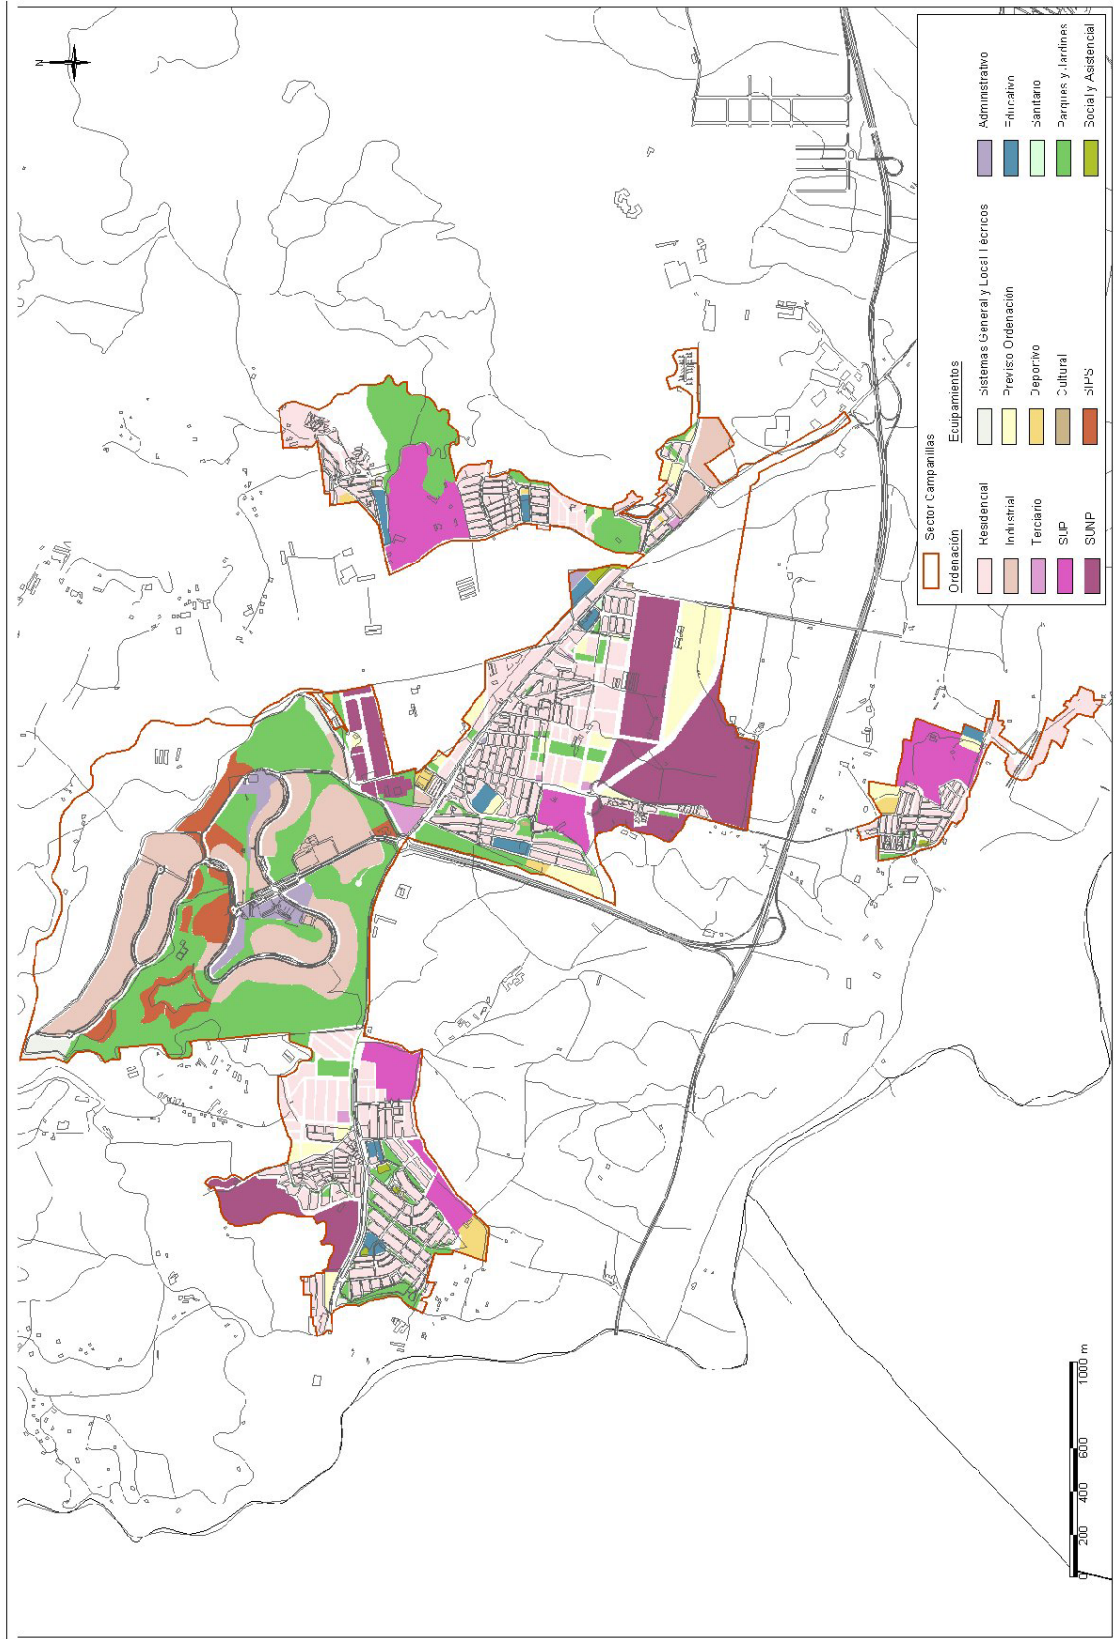 N
Sector Campanillas
Ordenación
Residencial
Industrial
Terciario
SUP
SUNP
Equipamientos
Sistemas General y Local Técnicos
Previso Ordenación
Deportivo
Cultural
SIPS
Administrativo
Educativo
Sanitario
Parques y Jardines
Social y Asistencial
0 200 400 600 1000 m